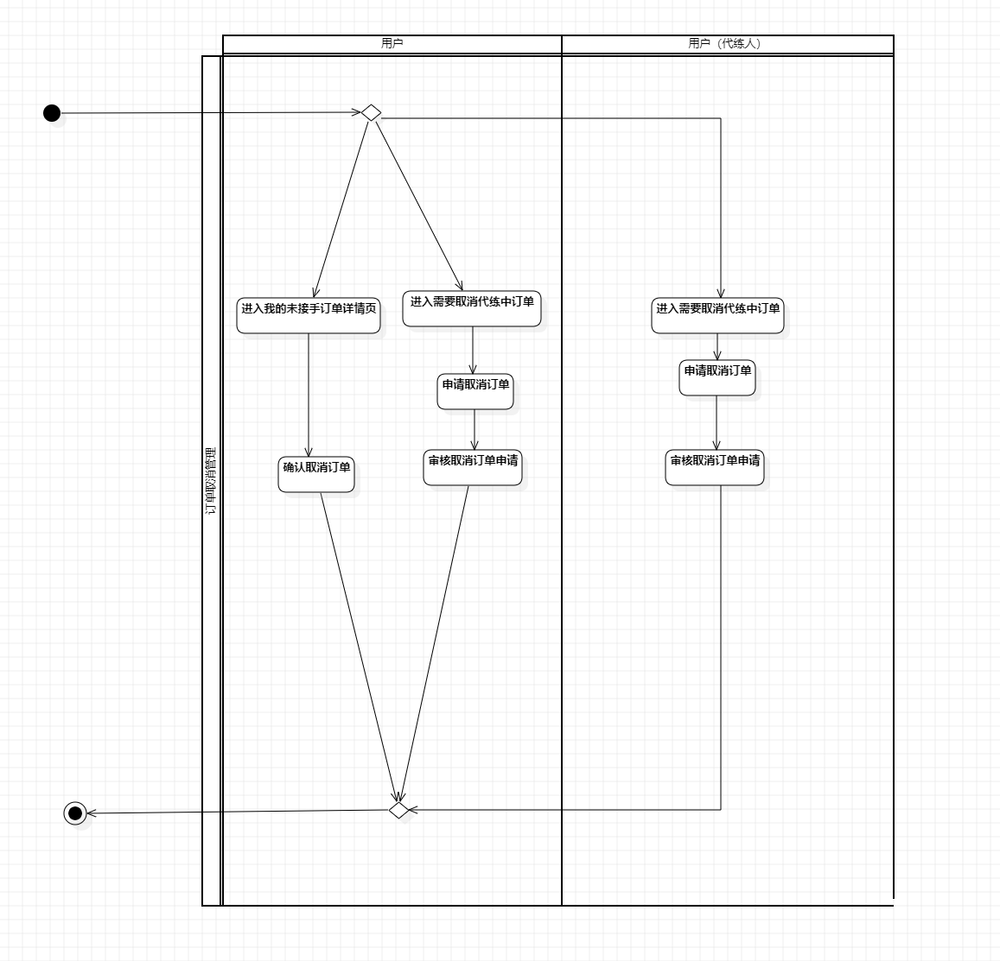 用户
用户（代练人）
进入我的未接手订单详情页
进入需要取消代练中订单
进入需要取消代练中订单
申请取消订单
申请取消订单
确认取消订单
审核取消订单申请
审核取消订单申请
订单取消管理